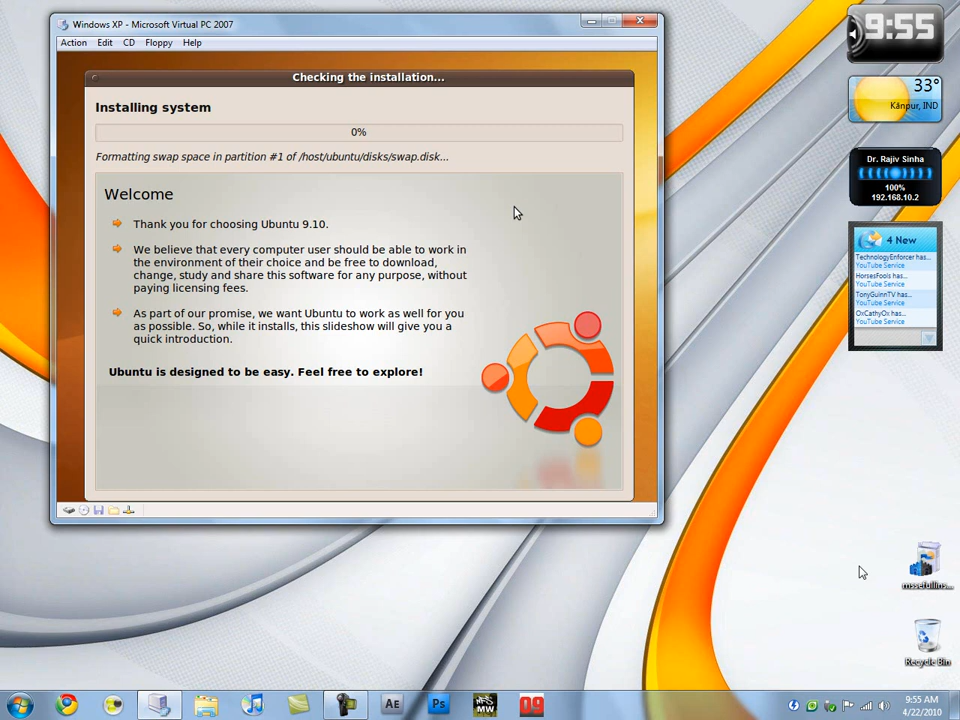 Windows XP - Microsoft Virtual PC 2007
Action Edit CD Floppy Help
Checking the installation...
Installing system
0%
Formatting swap space in partition #1 of /host/ubuntu/disks/swap.disk...
Welcome
Thank you for choosing Ubuntu 9.10.
We believe that every computer user should be able to work in
the environment of their choice and be free to download,
change, study and share this software for any purpose, without
paying licensing fees.
As part of our promise, we want Ubuntu to work as well for you
as possible. So, while it installs, this slideshow will give you a
quick introduction.
Ubuntu is designed to be easy. Feel free to explore!
9:55
33°
Kānpur, IND
Dr. Rajiv Sinha
100%
192.168.10.2
4 New
TechnologyEnforcer has...
YouTube Service
HorsesFools has...
YouTube Service
TonyGuinnTV has...
YouTube Service
OxCathyOx has...
YouTube Service
mssefullins...
Recycle Bin
AE
Ps
MW
09
9:55 AM
4/22/2010